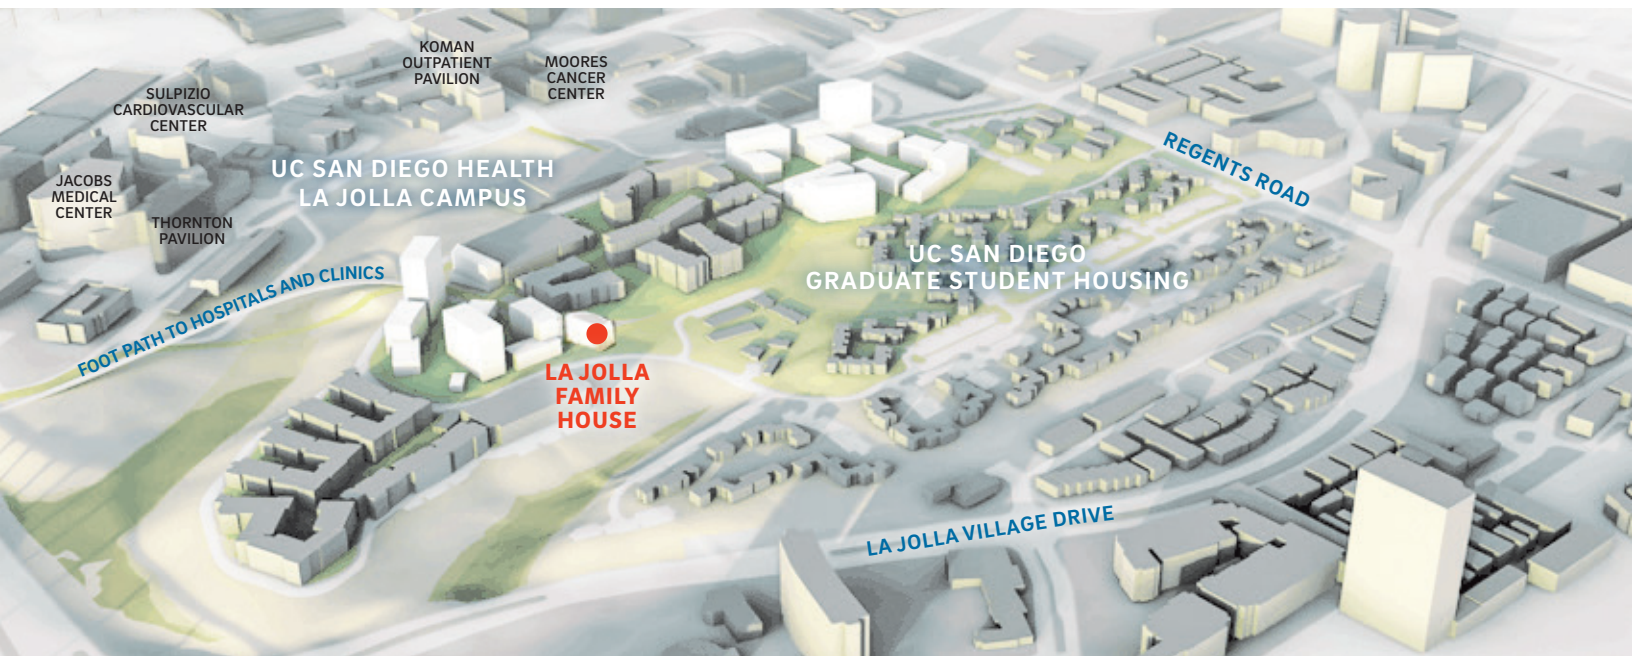 KOMAN
OUTPATIENT
PAVILION
MOORES
CANCER
CENTER
SULPIZIO
CARDIOVASCULAR
CENTER
UC SAN DIEGO HEALTH
LA JOLLA CAMPUS
JACOBS
MEDICAL
CENTER
THORNTON
PAVILION
REGENTS ROAD
UC SAN DIEGO
GRADUATE STUDENT HOUSING
FOOT PATH TO HOSPITALS AND CLINICS
LA JOLLA
FAMILY
HOUSE
LA JOLLA VILLAGE DRIVE